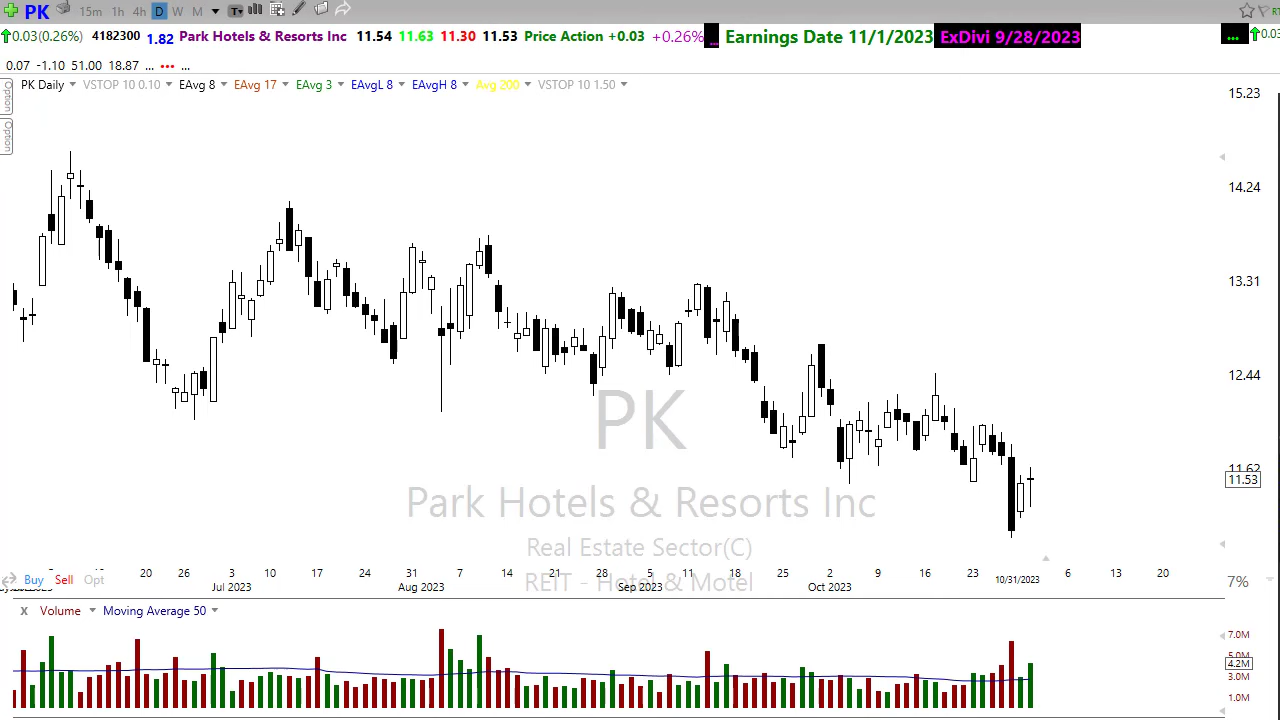 PK 15m 1h 4h D W M T
0.03(0.26%) 4182300 1.82 Park Hotels & Resorts Inc 11.54 11.63 11.30 11.53 Price Action +0.03 +0.26% ... Earnings Date 11/1/2023 ExDivi 9/28/2023 ... 0.03
0.07 -1.10 51.00 18.87 ... ... ...
PK Daily VSTOP 10 0.10 EAvg 8 EAvg 17 EAvg 3 EAvgL 8 EAvgH 8 Avg 200 VSTOP 10 1.50
Option
Option
15.23
14.24
13.31
12.44
11.62
11.53
PK
Park Hotels & Resorts Inc
Real Estate Sector(C)
REIT - Hotel & Motel
20 26 3 10 17 24 31 7 14 21 28 5 11 18 25 2 9 16 23 10/31/2023 6 13 20
Buy Sell Opt
Jul 2023 Aug 2023 Sep 2023 Oct 2023
7%
X Volume Moving Average 50
7.0M
5.0M
4.2M
3.0M
1.0M